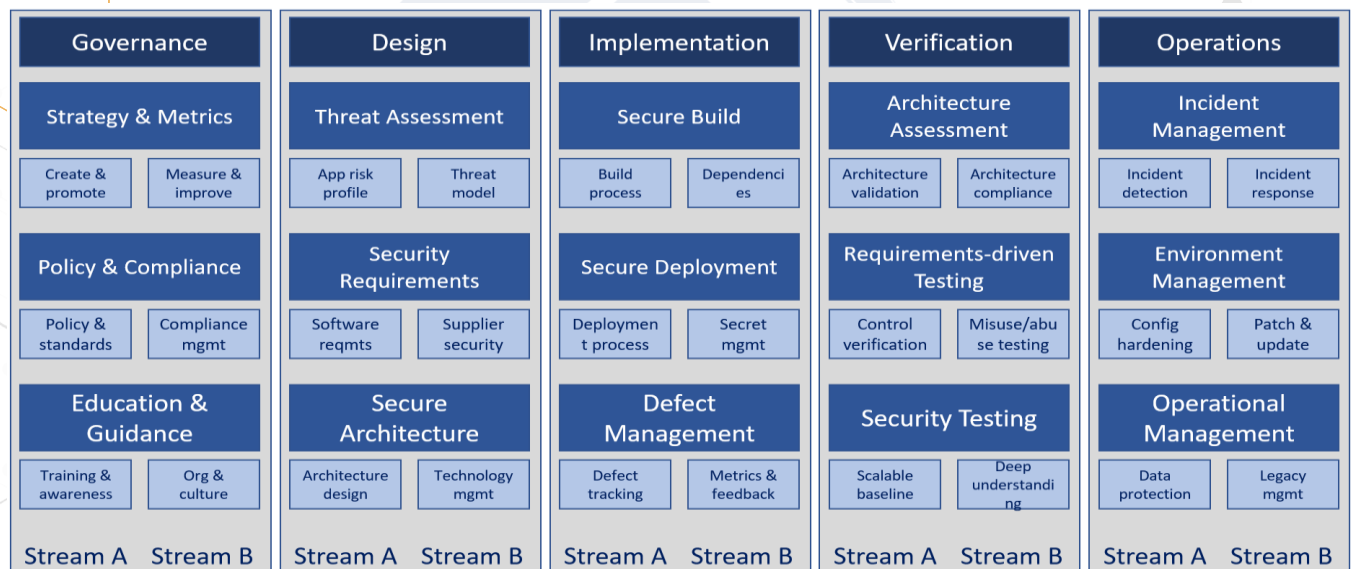 Governance
Strategy & Metrics
Create &
promote
Measure &
improve
Policy & Compliance
Policy &
standards
Compliance
mgmt
Education &
Guidance
Training &
awareness
Org &
culture
Stream A
Stream B
Design
Threat Assessment
App risk
profile
Threat
model
Security
Requirements
Software
reqmts
Supplier
security
Secure
Architecture
Architecture
design
Technology
mgmt
Stream A
Stream B
Implementation
Secure Build
Build
process
Dependenci
es
Secure Deployment
Deploymen
t process
Secret
mgmt
Defect
Management
Defect
tracking
Metrics &
feedback
Stream A
Stream B
Verification
Architecture
Assessment
Architecture
validation
Architecture
compliance
Requirements-driven
Testing
Control
verification
Misuse/abu
se testing
Security Testing
Scalable
baseline
Deep
understandi
ng
Stream A
Stream B
Operations
Incident
Management
Incident
detection
Incident
response
Environment
Management
Config
hardening
Patch &
update
Operational
Management
Data
protection
Legacy
mgmt
Stream A
Stream B